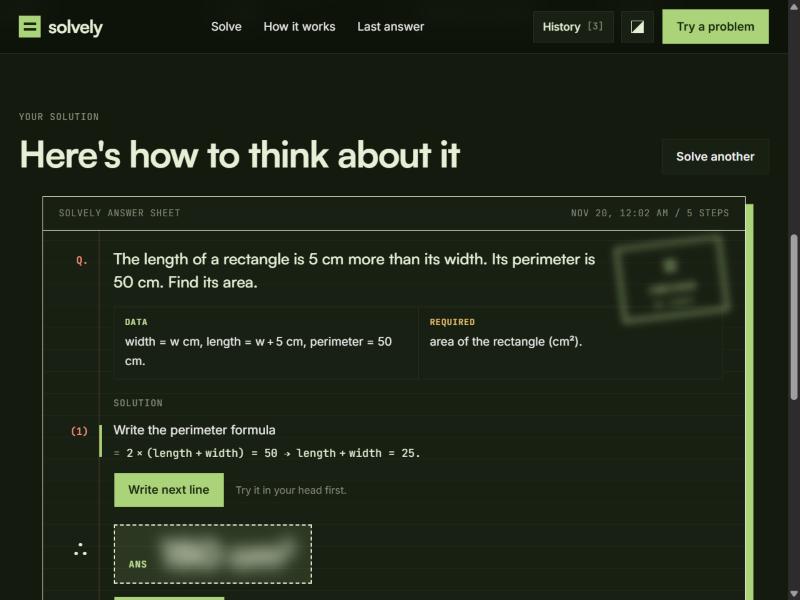 solvely
Solve
How it works
Last answer
History [3]
Try a problem
YOUR SOLUTION
Here's how to think about it
Solve another
SOLVELY ANSWER SHEET
NOV 20, 12:02 AM / 5 STEPS
Q.
The length of a rectangle is 5 cm more than its width. Its perimeter is
50 cm. Find its area.
DATA
width = w cm, length = w + 5 cm, perimeter = 50
cm.
REQUIRED
area of the rectangle (cm²).
SOLUTION
(1)
Write the perimeter formula
= 2 × (length + width) = 50 → length + width = 25.
Write next line
Try it in your head first.
∴
ANS